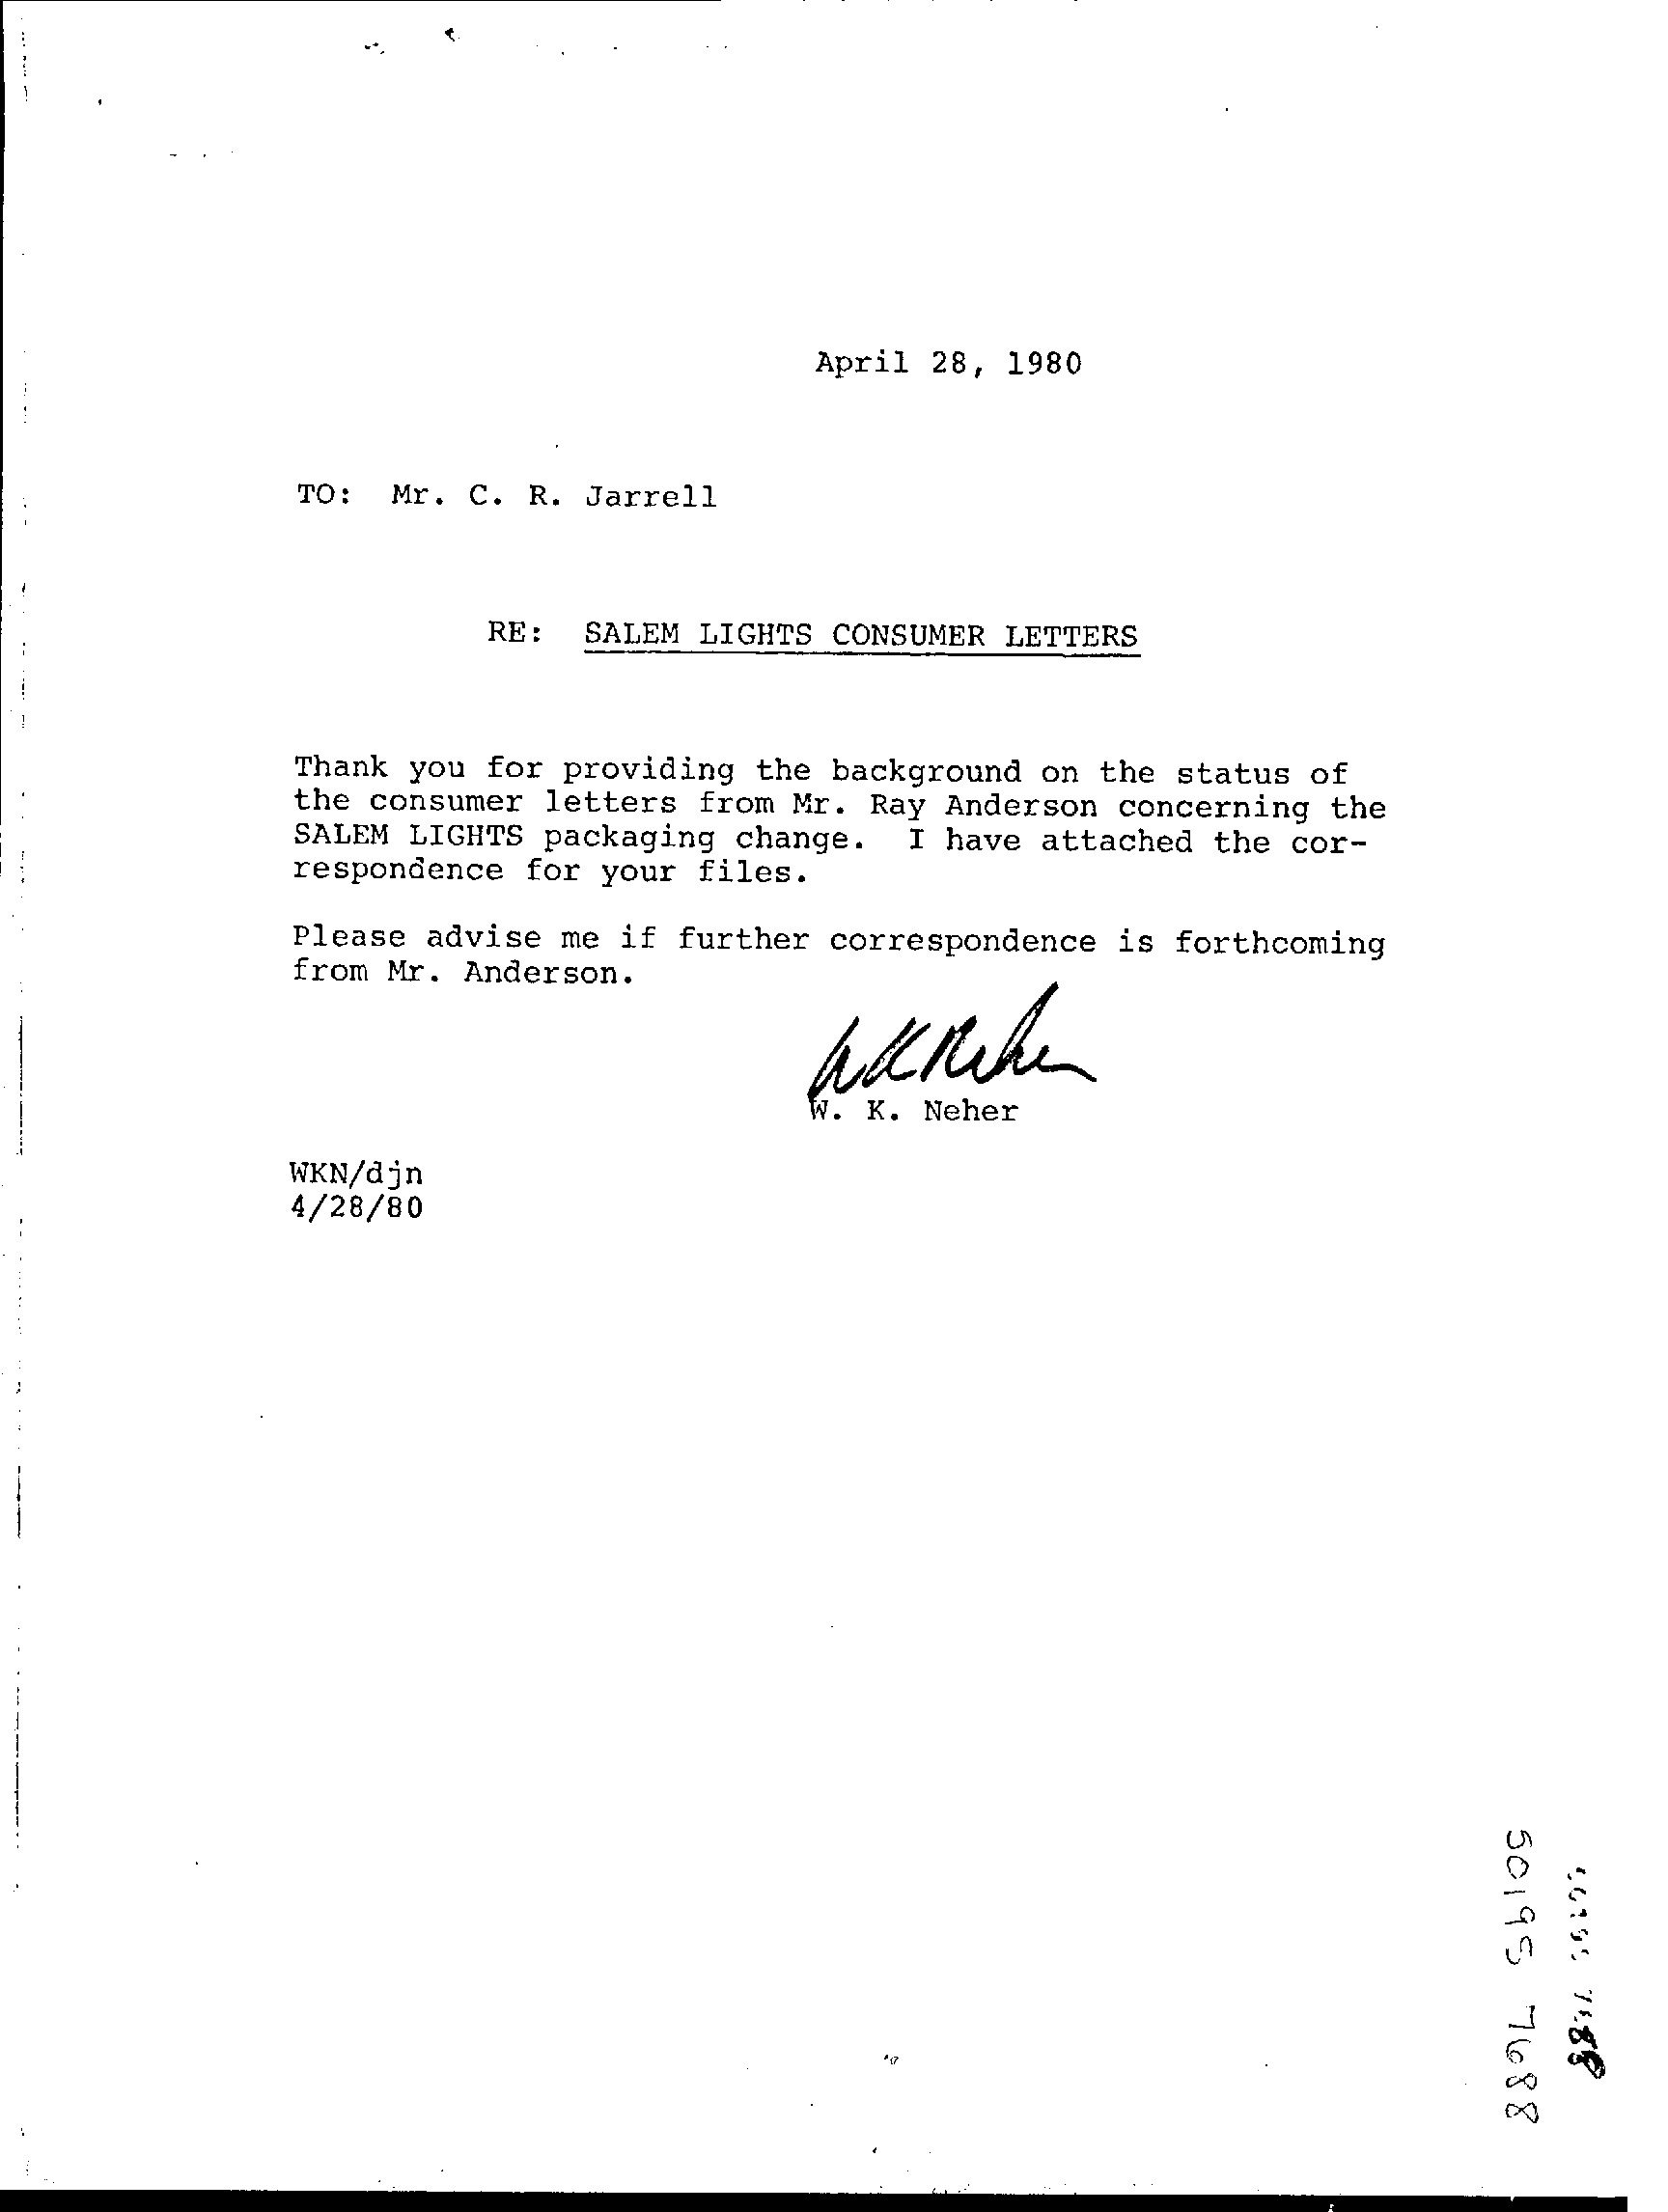 April 28, 1980
TO: Mr. C. R. Jarrell
RE: SALEM LIGHTS CONSUMER LETTERS
Thank you for providing the background on the status of
the consumer letters from Mr. Ray Anderson concerning the
SALEM LIGHTS packaging change. I have attached the cor-
respondence for your files.
Please advise me if further correspondence is forthcoming
from Mr. Anderson.
WKNeher
W. K. Neher
WKN/djn
4/28/80
50195 7688